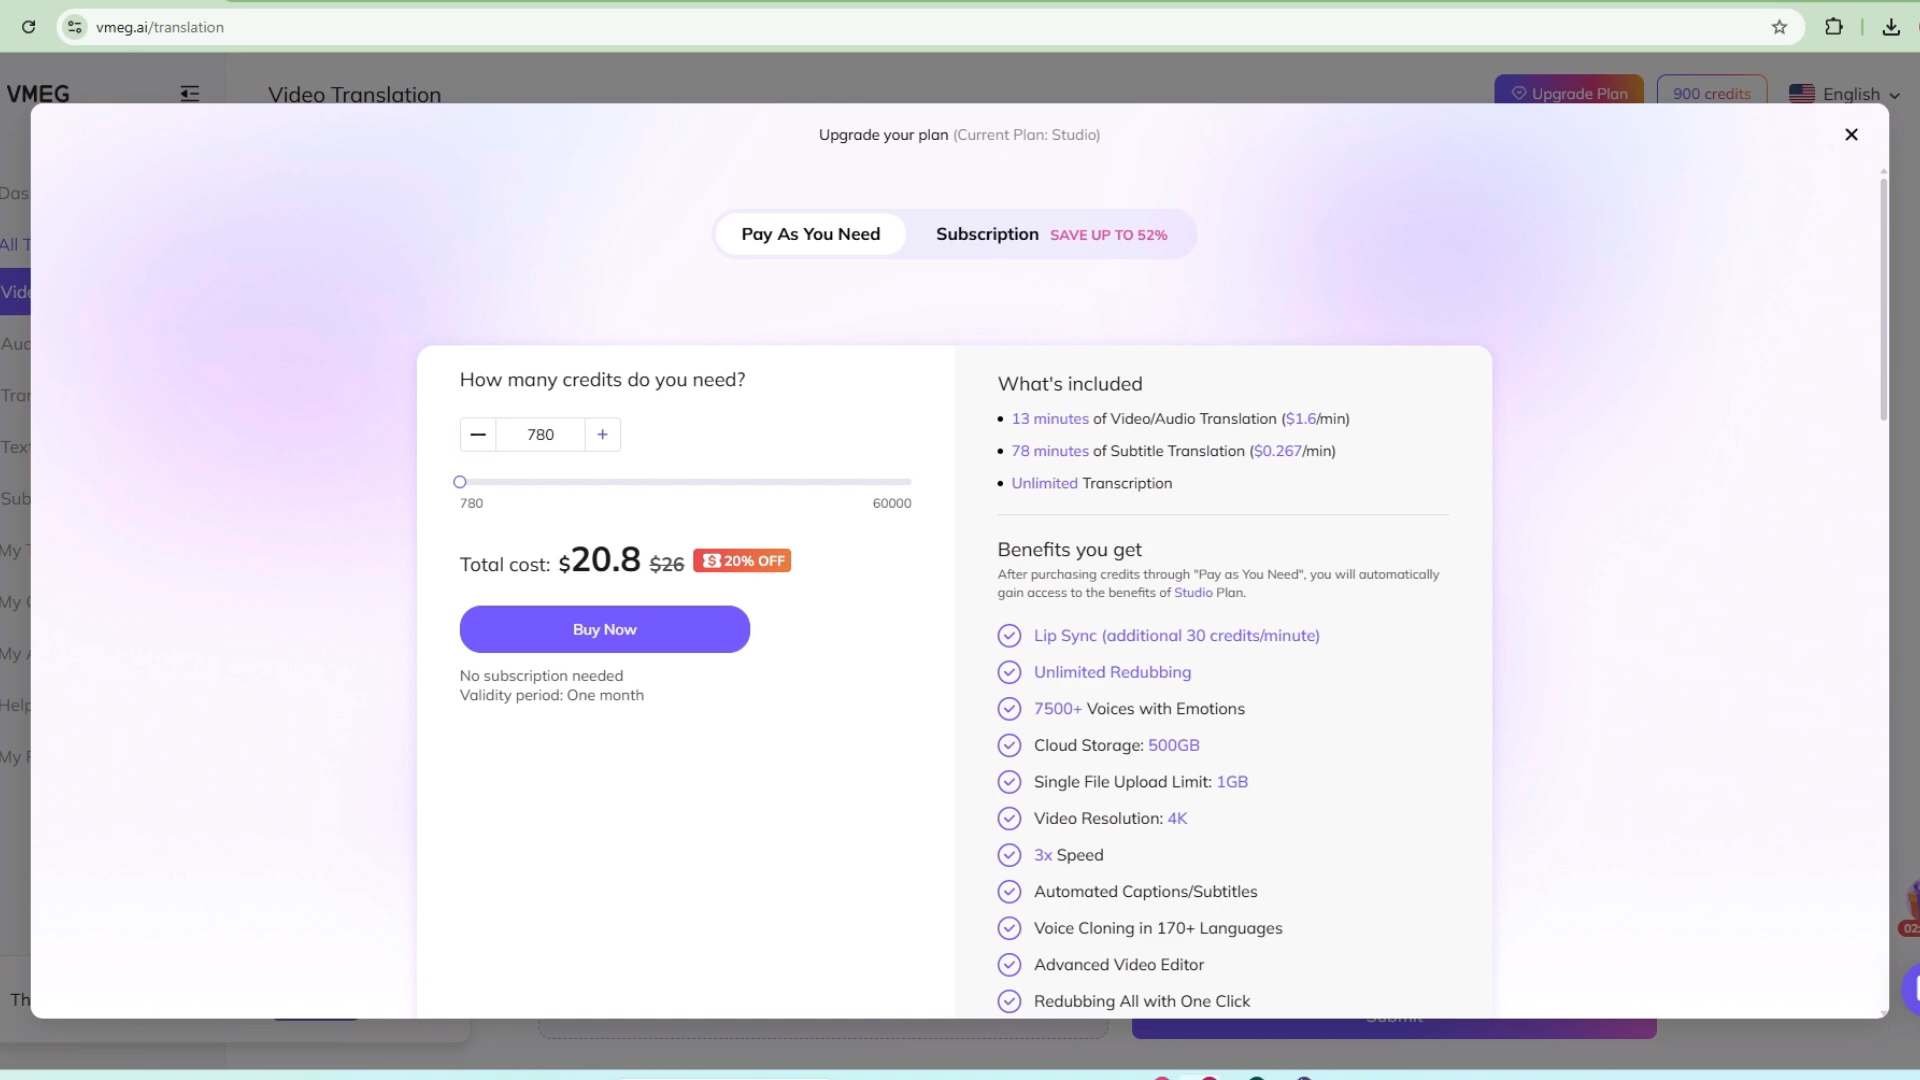 vmeg.ai/translation
VMEG
Video Translation
Upgrade Plan
900 credits
English
Upgrade your plan (Current Plan: Studio)
Pay As You Need
Subscription SAVE UP TO 52%
How many credits do you need?
780
780
60000
Total cost: $20.8 $26 20% OFF
Buy Now
No subscription needed
Validity period: One month
What's included
13 minutes of Video/Audio Translation ($1.6/min)
78 minutes of Subtitle Translation ($0.267/min)
Unlimited Transcription
Benefits you get
After purchasing credits through "Pay as You Need", you will automatically
gain access to the benefits of Studio Plan.
Lip Sync (additional 30 credits/minute)
Unlimited Redubbing
7500+ Voices with Emotions
Cloud Storage: 500GB
Single File Upload Limit: 1GB
Video Resolution: 4K
3x Speed
Automated Captions/Subtitles
Voice Cloning in 170+ Languages
Advanced Video Editor
Redubbing All with One Click